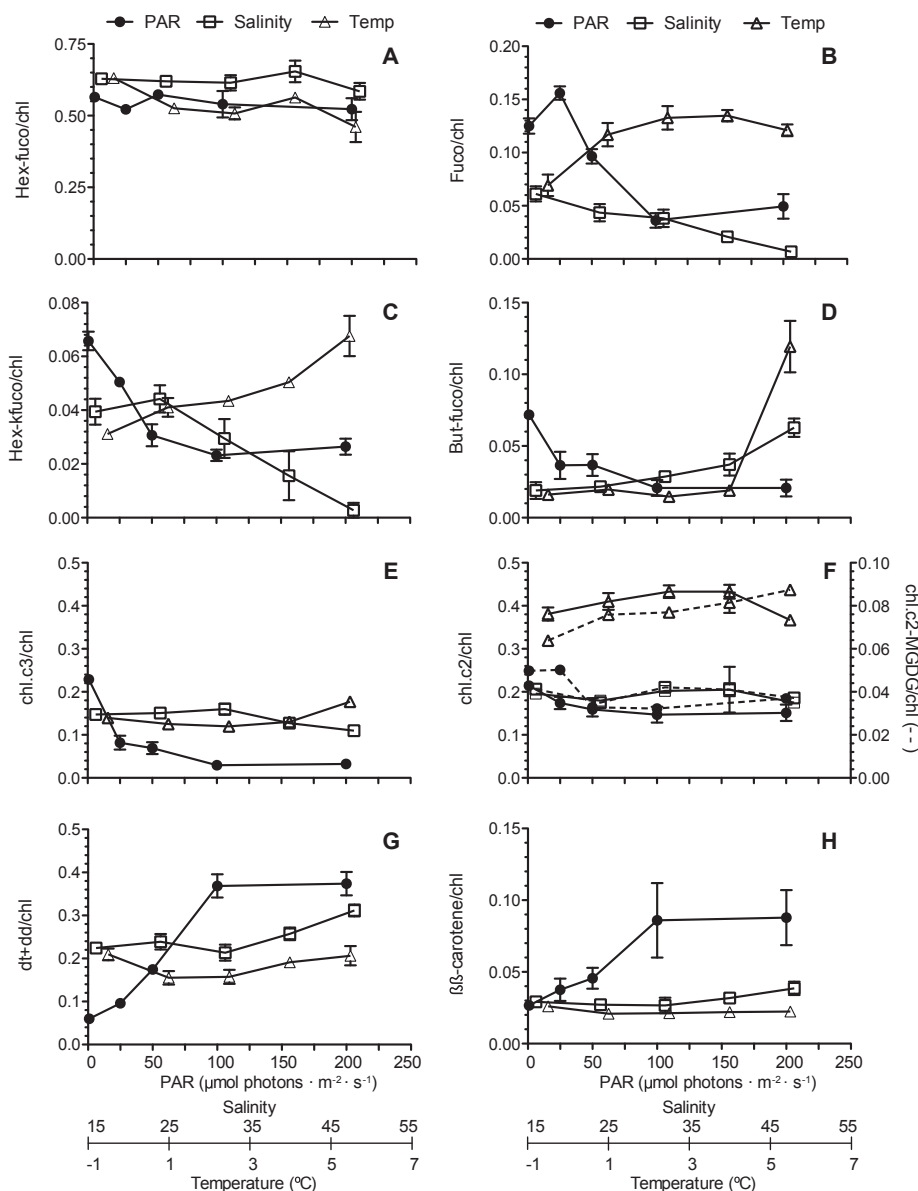 PAR Salinity Temp PAR Salinity Temp
A
Hex-fuco/chl
0.75
0.50
0.25
0.00
B
Fuco/chl
0.20
0.15
0.10
0.05
0.00
C
Hex-kfuco/chl
0.08
0.06
0.04
0.02
0.00
D
But-fuco/chl
0.15
0.10
0.05
0.00
E
chl.c3/chl
0.5
0.4
0.3
0.2
0.1
0.0
F
chl.c2/chl
0.5
0.4
0.3
0.2
0.1
0.0
chl.c2-MGDG/chl (- -)
0.10
0.08
0.06
0.04
0.02
0.00
G
dt+dd/chl
0.5
0.4
0.3
0.2
0.1
0.0
0 50 100 150 200 250
PAR (µmol photons · m⁻² · s⁻¹)
Salinity
15 25 35 45 55
-1 1 3 5 7
Temperature (ºC)
H
ßß-carotene/chl
0.15
0.10
0.05
0.00
0 50 100 150 200 250
PAR (µmol photons · m⁻² · s⁻¹)
Salinity
15 25 35 45 55
-1 1 3 5 7
Temperature (ºC)